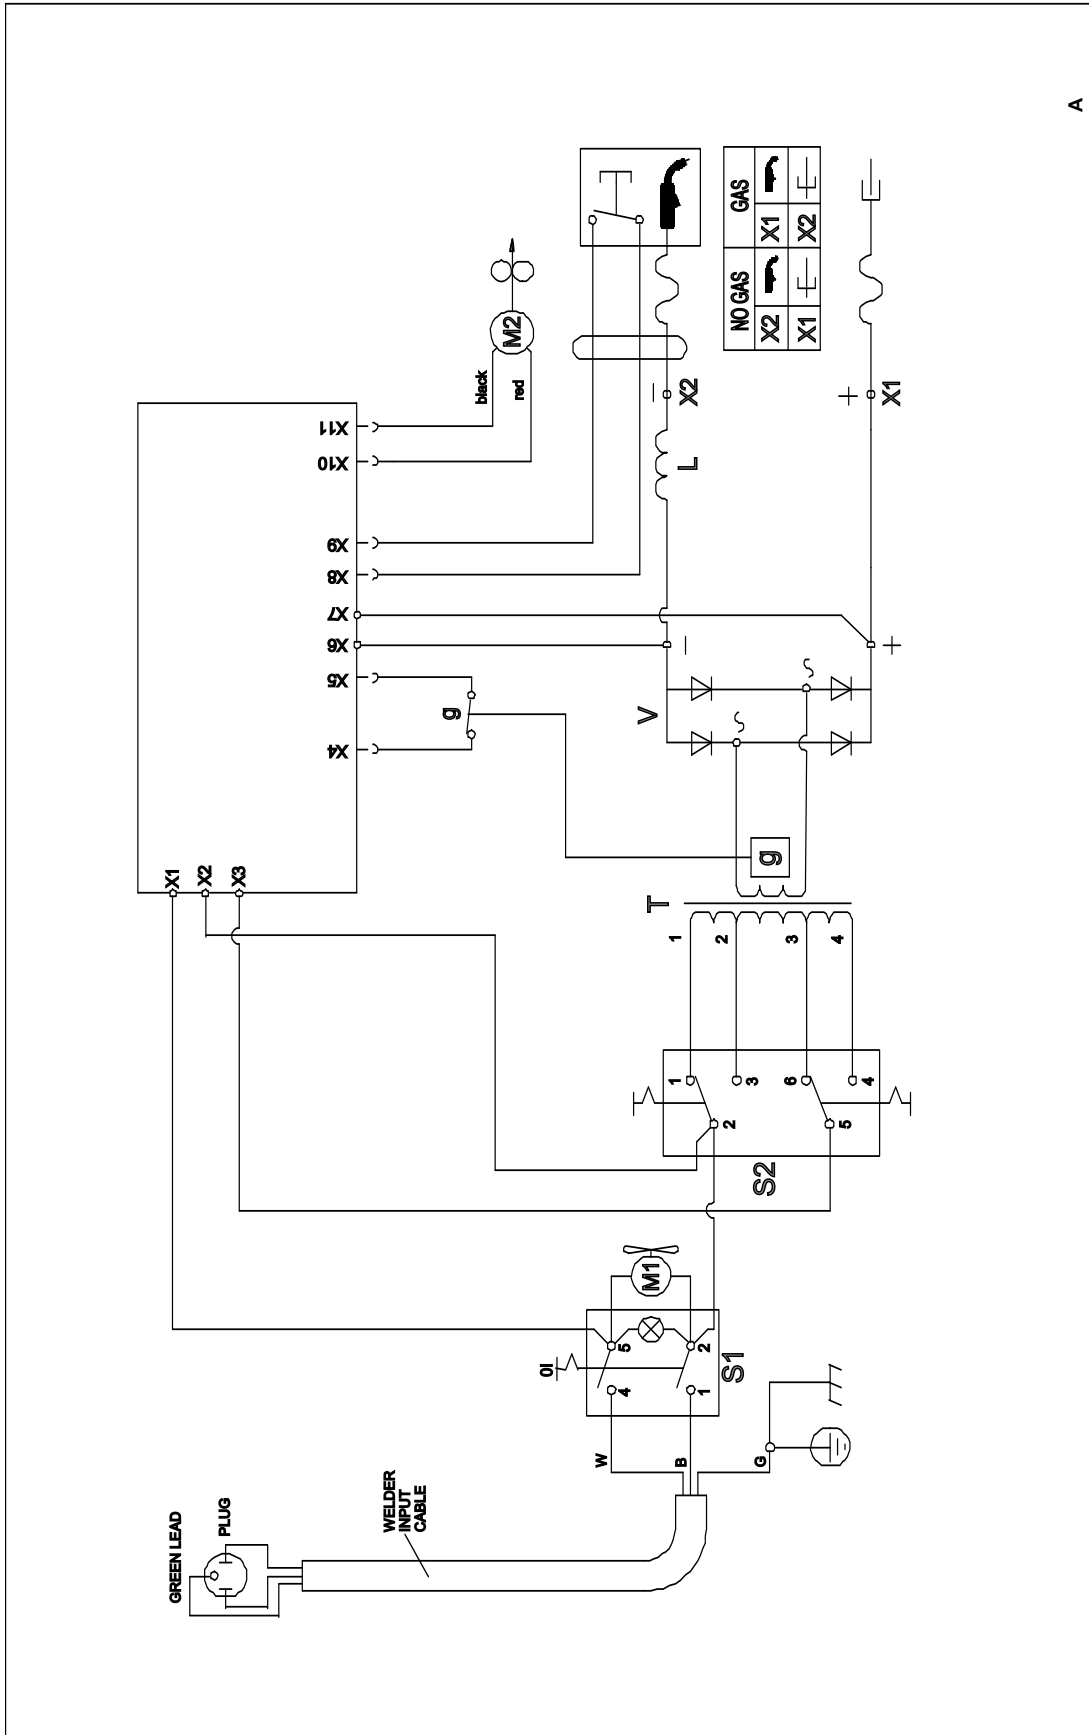 A
GREEN LEAD
PLUG
WELDER
INPUT
CABLE
W
B
G
0I
4
5
1
2
S1
M1
S2
1
2
3
6
5
4
T
1
2
3
4
g
V
g
X1
X2
X3
X4
X5
X6
X7
X8
X9
X10
X11
black
red
M2
L
−
+
−
X2
+
X1
NO GAS
GAS
X2
X1
X1
X2